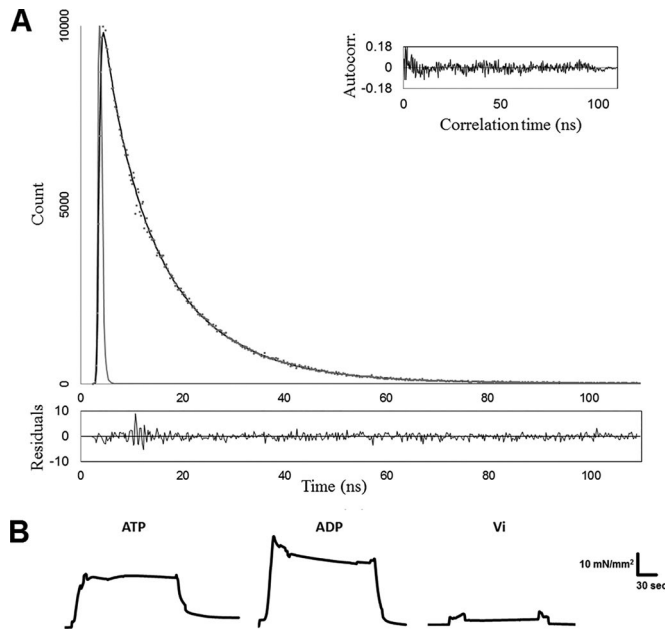 A
10000
5000
0
Count
0 20 40 60 80 100
0.18
0
-0.18
Autocorr.
0 50 100
Correlation time (ns)
10
0
-10
Residuals
0 20 40 60 80 100
Time (ns)
B
ATP ADP Vi
10 mN/mm²
30 sec